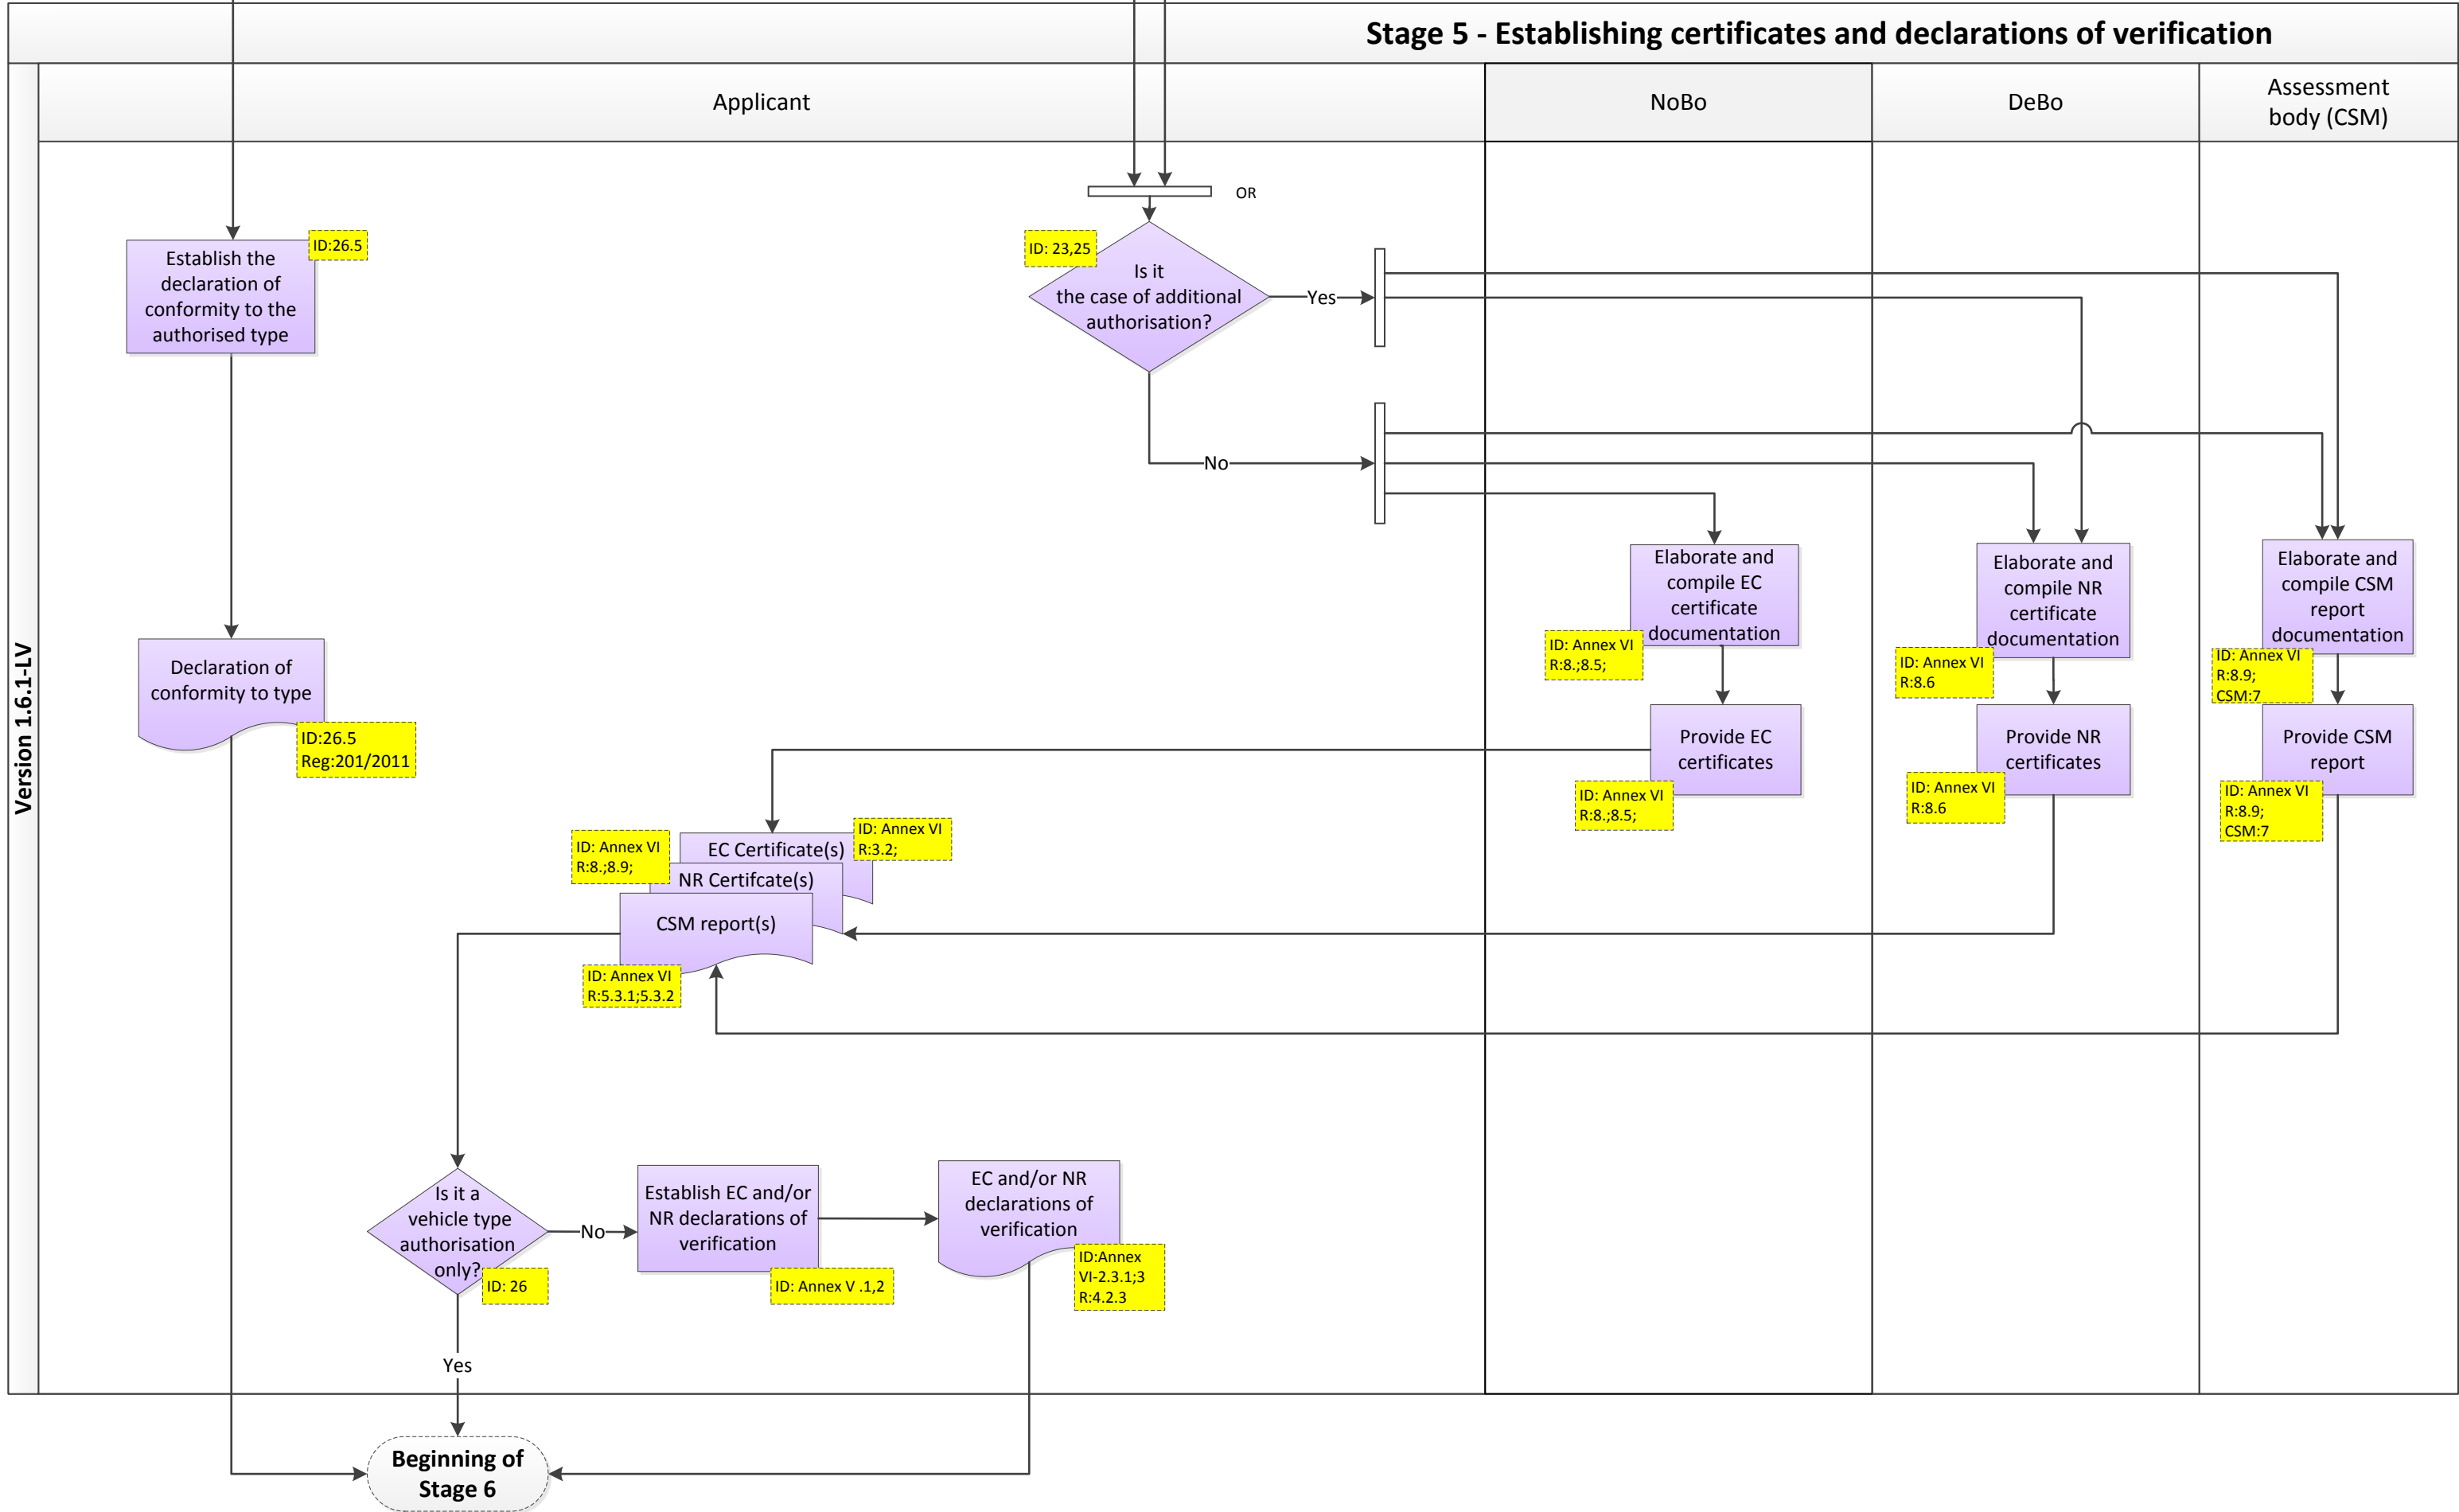 Stage 5 - Establishing certificates and declarations of verification
Version 1.6.1-LV
Applicant
NoBo
DeBo
Assessment
body (CSM)
OR
ID:26.5
Establish the
declaration of
conformity to the
authorised type
ID: 23,25
Is it
the case of additional
authorisation?
Yes
No
Elaborate and
compile EC
certificate
documentation
ID: Annex VI
R:8.;8.5;
Elaborate and
compile NR
certificate
documentation
ID: Annex VI
R:8.6
Elaborate and
compile CSM
report
documentation
ID: Annex VI
R:8.9;
CSM:7
Declaration of
conformity to type
ID:26.5
Reg:201/2011
Provide EC
certificates
ID: Annex VI
R:8.;8.5;
Provide NR
certificates
ID: Annex VI
R:8.6
Provide CSM
report
ID: Annex VI
R:8.9;
CSM:7
ID: Annex VI
R:3.2;
EC Certificate(s)
ID: Annex VI
R:8.;8.9;
NR Certifcate(s)
CSM report(s)
ID: Annex VI
R:5.3.1;5.3.2
Is it a
vehicle type
authorisation
only?
ID: 26
No
Establish EC and/or
NR declarations of
verification
ID: Annex V .1,2
EC and/or NR
declarations of
verification
ID:Annex
VI-2.3.1;3
R:4.2.3
Yes
Beginning of
Stage 6